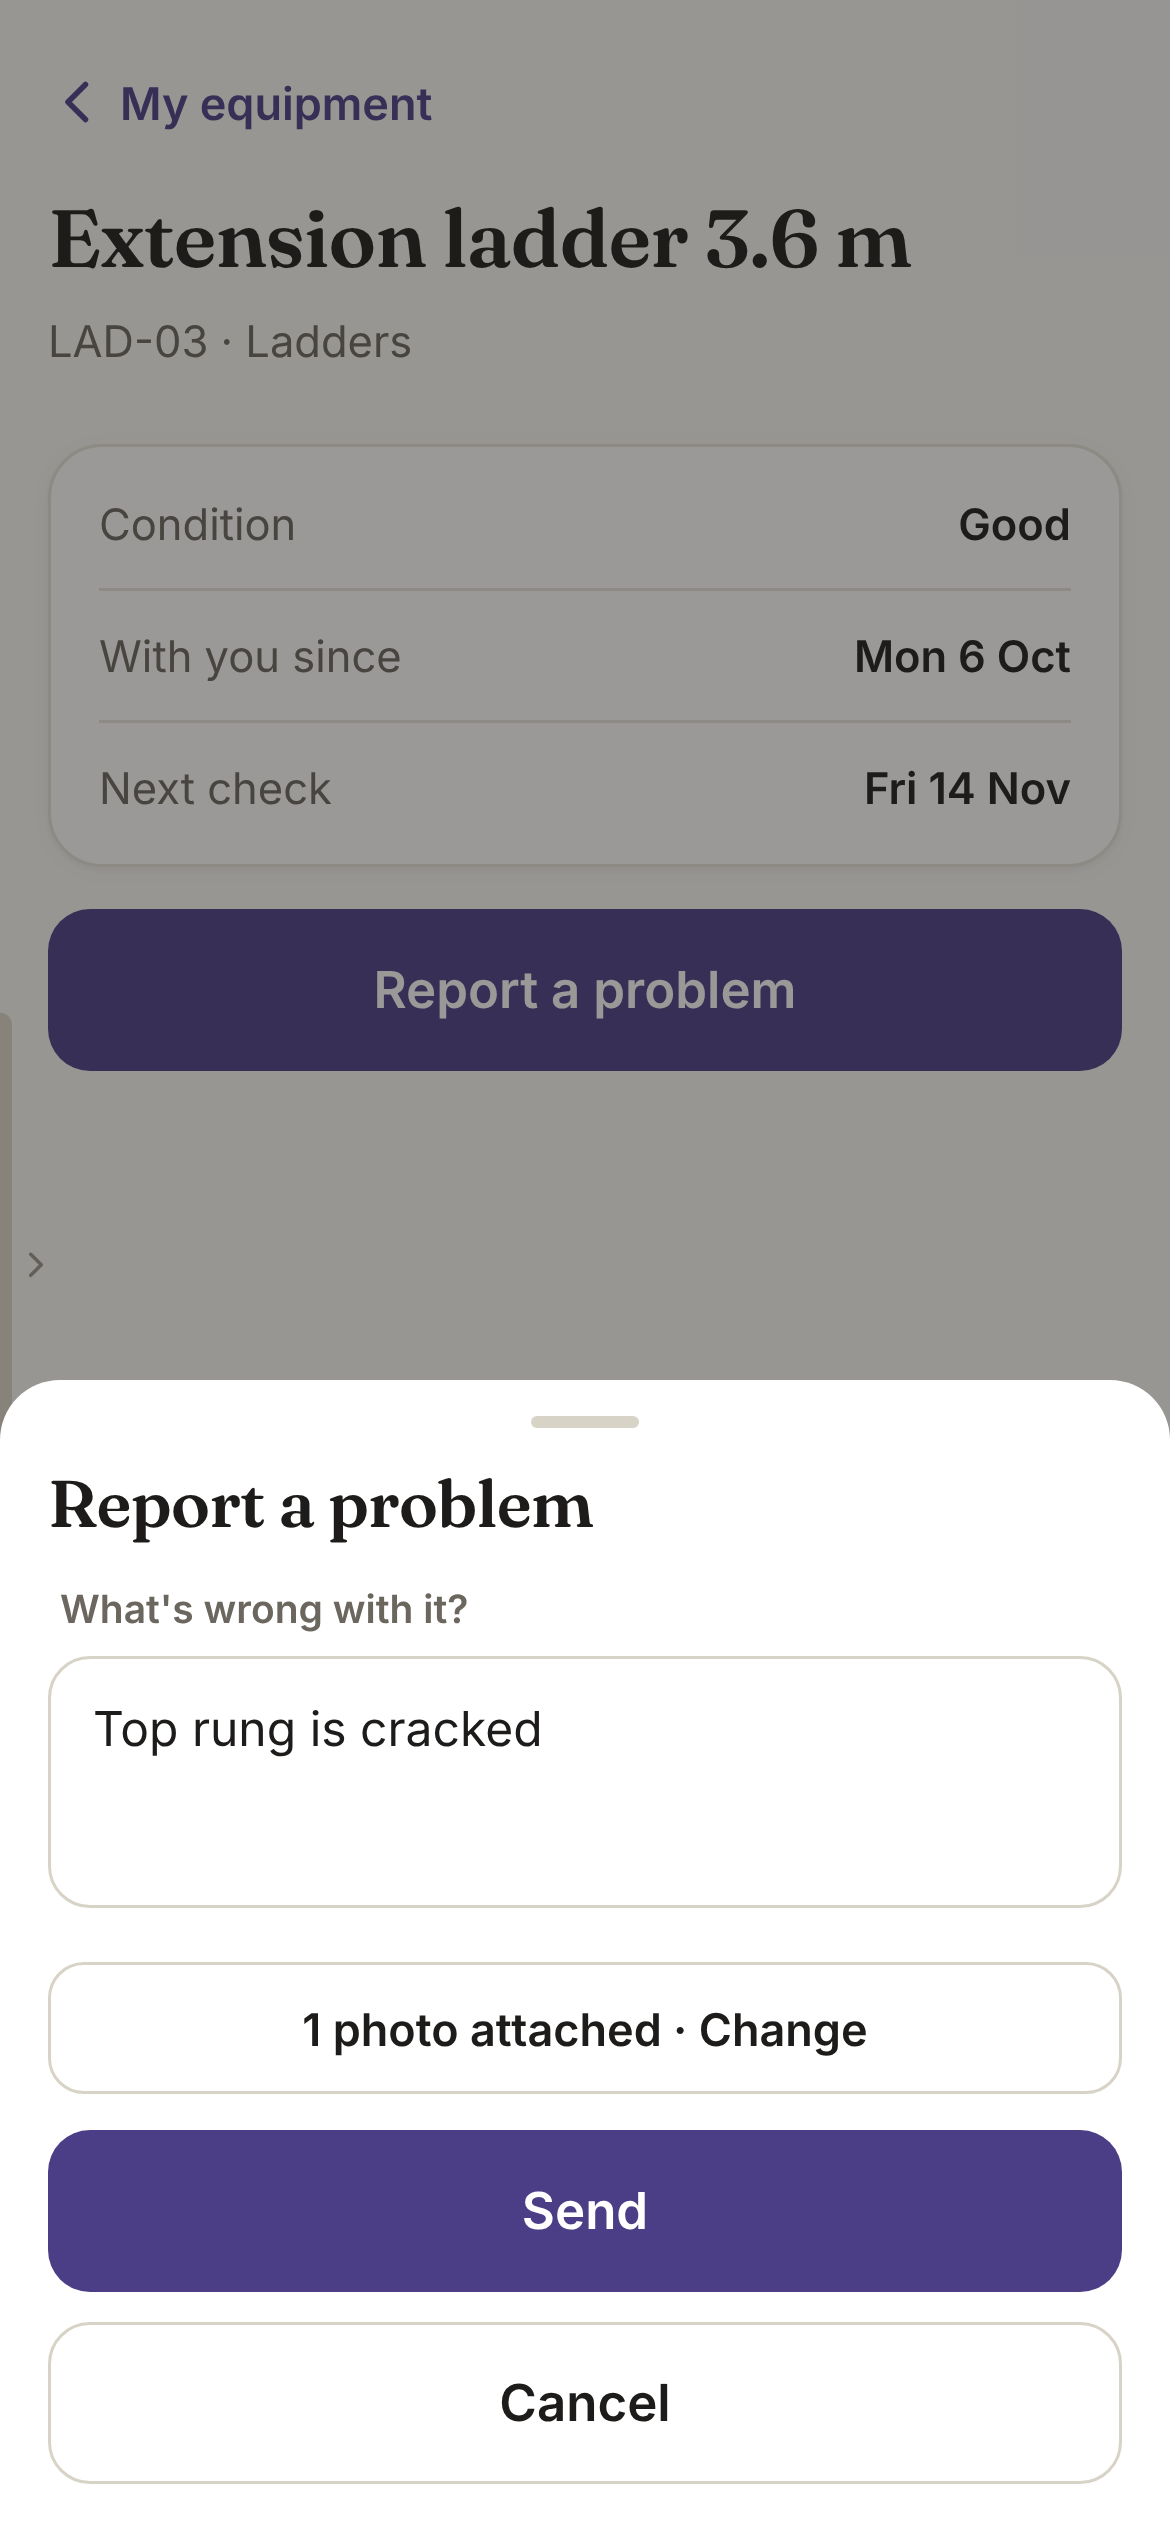 My equipment
Extension ladder 3.6 m
LAD-03 · Ladders
Condition Good
With you since Mon 6 Oct
Next check Fri 14 Nov
Report a problem
Report a problem
What's wrong with it?
Top rung is cracked
1 photo attached · Change
Send
Cancel